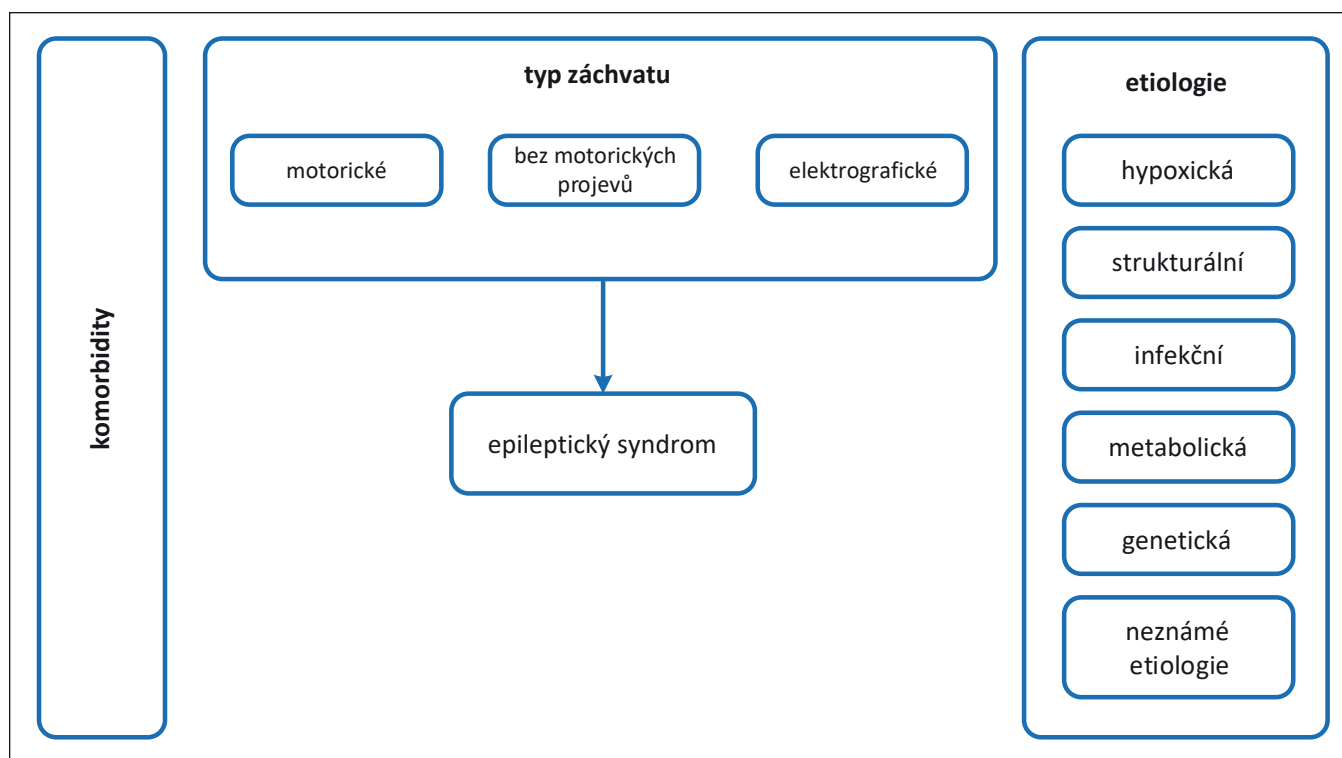 komorbidity
typ záchvatu
motorické
bez motorických
projevů
elektrografické
epileptický syndrom
etiologie
hypoxická
strukturální
infekční
metabolická
genetická
neznámé
etiologie